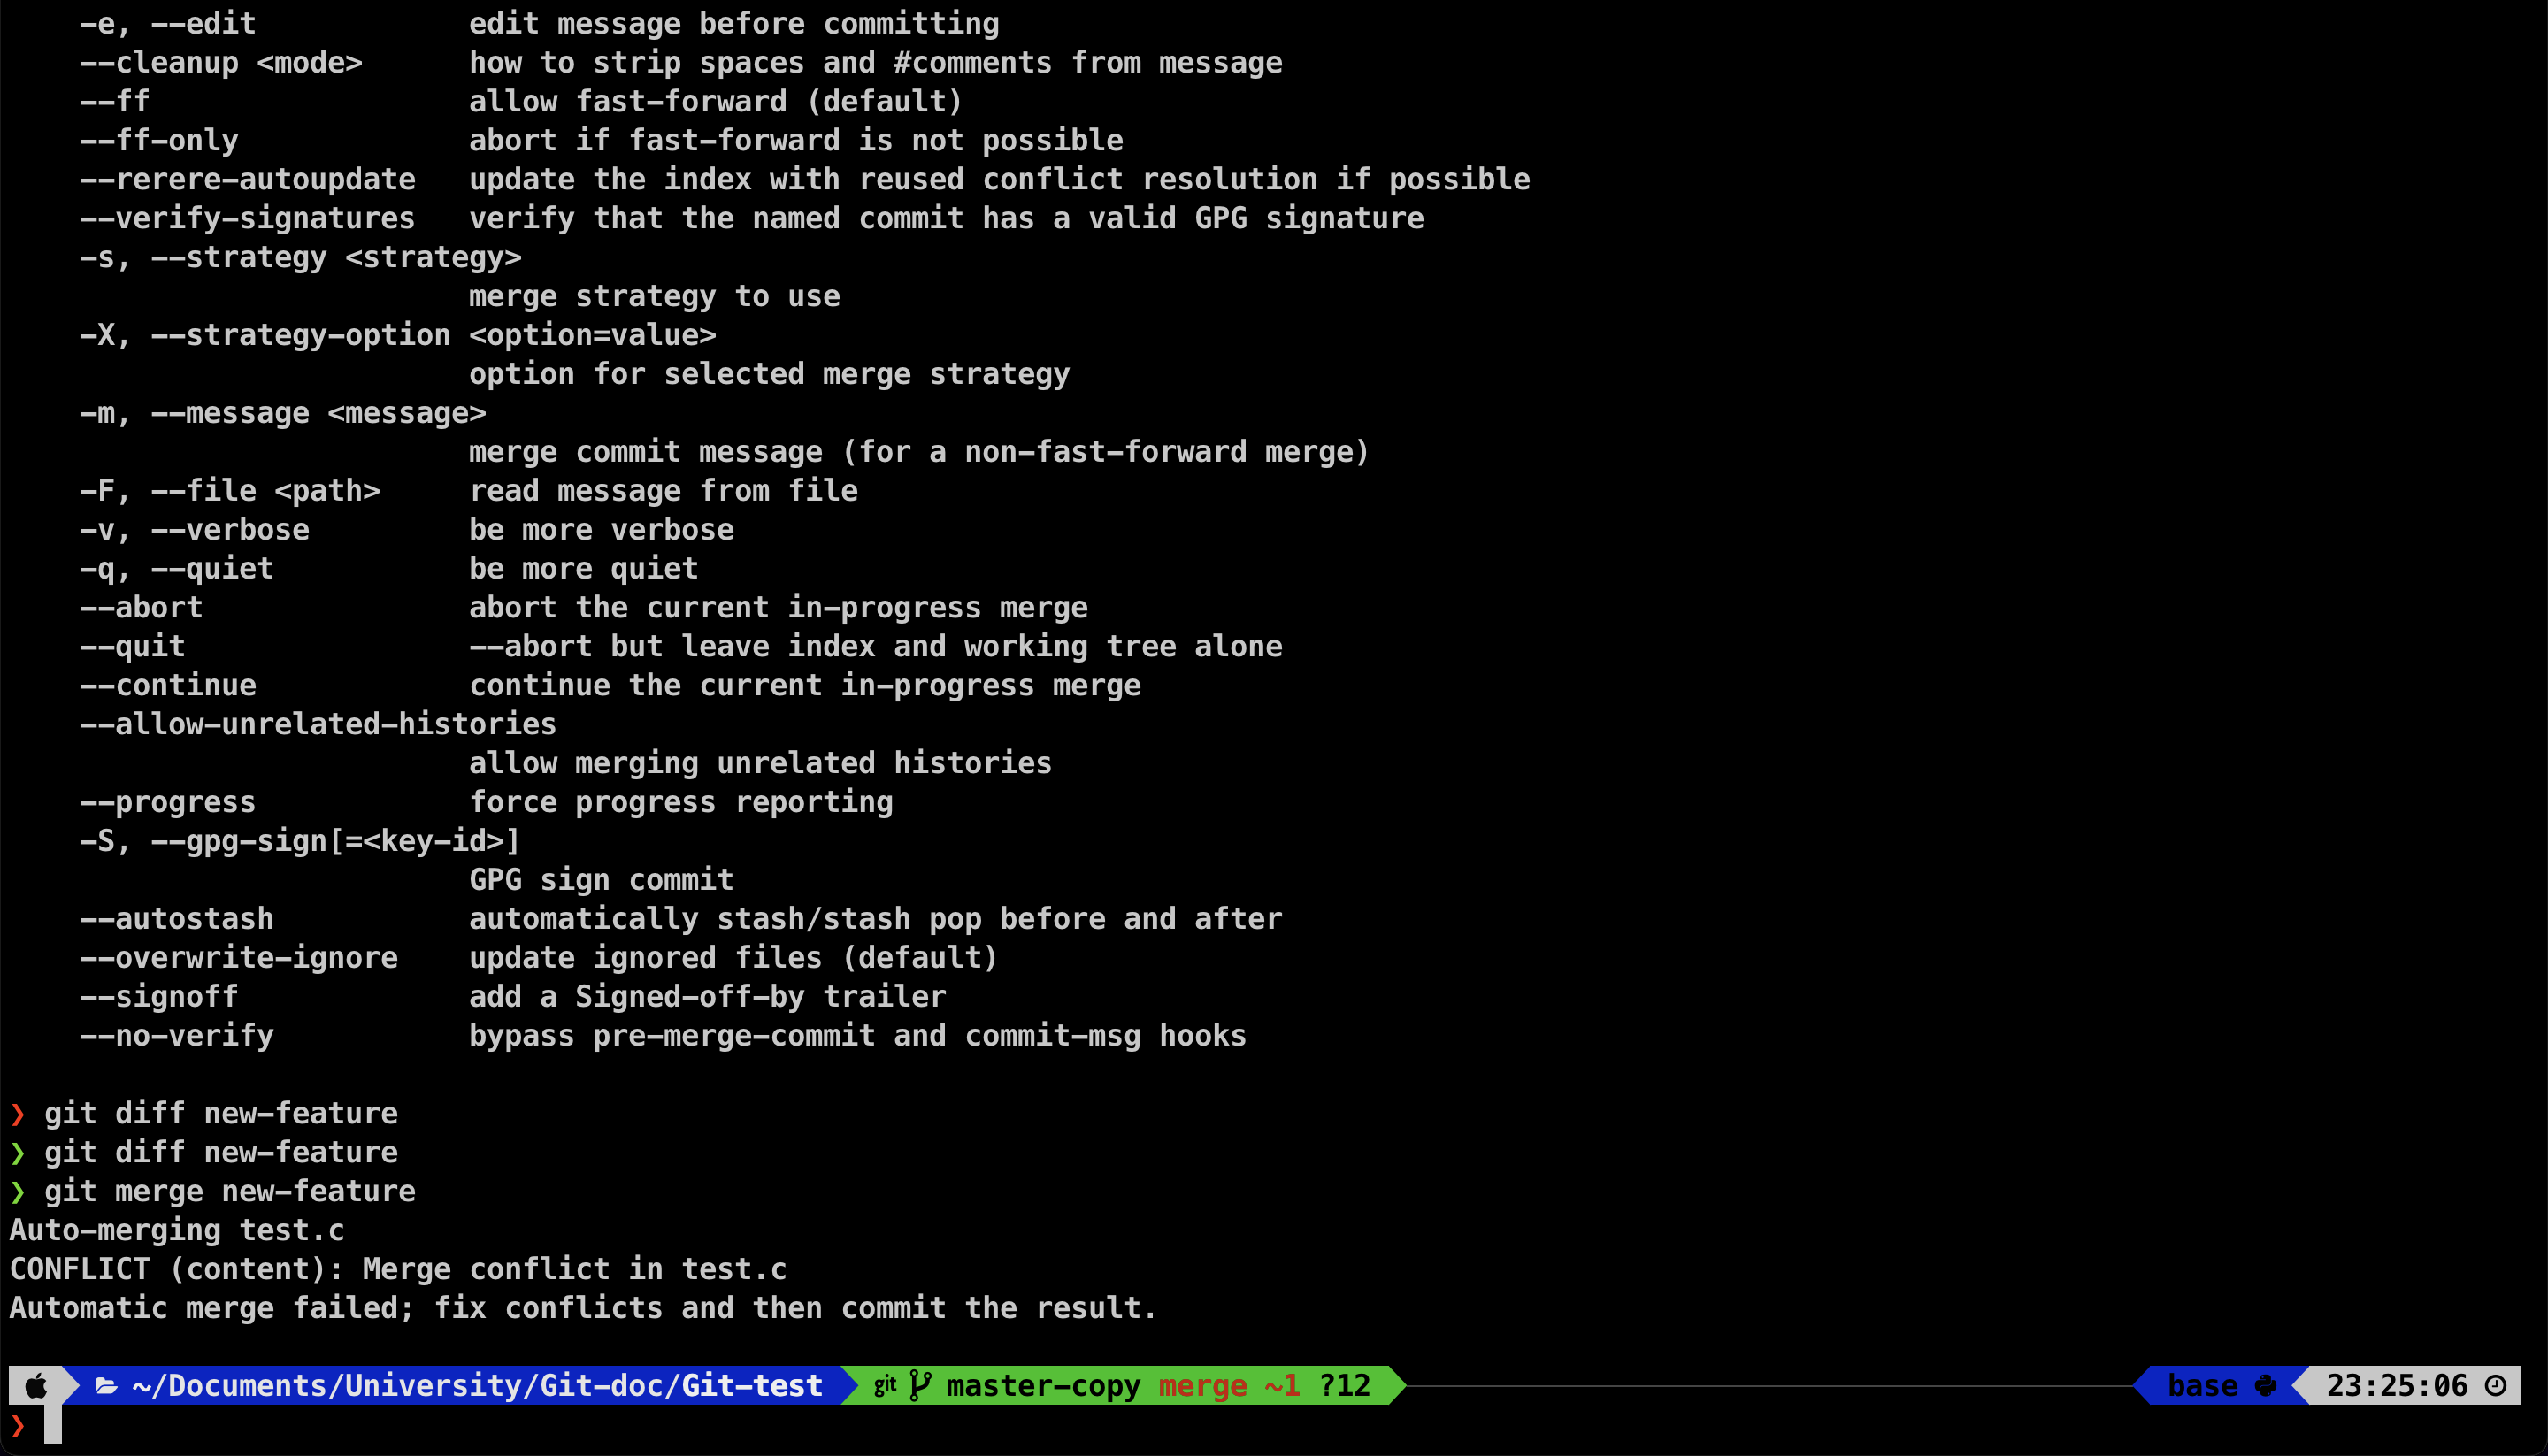 -e, --edit            edit message before committing
--cleanup <mode>      how to strip spaces and #comments from message
--ff                  allow fast-forward (default)
--ff-only             abort if fast-forward is not possible
--rerere-autoupdate   update the index with reused conflict resolution if possible
--verify-signatures   verify that the named commit has a valid GPG signature
-s, --strategy <strategy>
                      merge strategy to use
-X, --strategy-option <option=value>
                      option for selected merge strategy
-m, --message <message>
                      merge commit message (for a non-fast-forward merge)
-F, --file <path>     read message from file
-v, --verbose         be more verbose
-q, --quiet           be more quiet
--abort               abort the current in-progress merge
--quit                --abort but leave index and working tree alone
--continue            continue the current in-progress merge
--allow-unrelated-histories
                      allow merging unrelated histories
--progress            force progress reporting
-S, --gpg-sign[=<key-id>]
                      GPG sign commit
--autostash           automatically stash/stash pop before and after
--overwrite-ignore    update ignored files (default)
--signoff             add a Signed-off-by trailer
--no-verify           bypass pre-merge-commit and commit-msg hooks
❯ git diff new-feature
❯ git diff new-feature
❯ git merge new-feature
Auto-merging test.c
CONFLICT (content): Merge conflict in test.c
Automatic merge failed; fix conflicts and then commit the result.
~/Documents/University/Git-doc/Git-test git master-copy merge ~1 ?12 base 23:25:06
❯